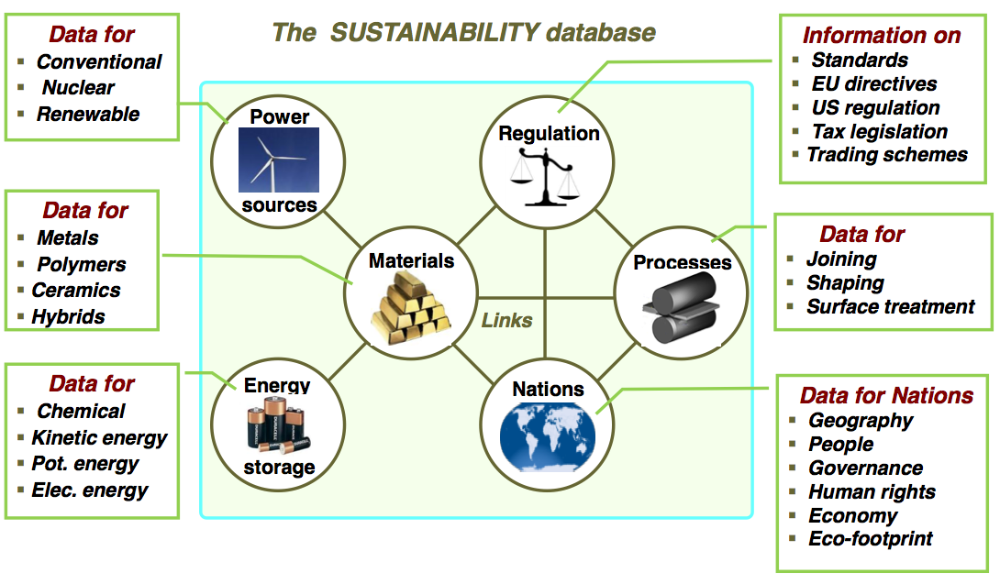 The SUSTAINABILITY database
Data for
▪ Conventional
▪ Nuclear
▪ Renewable
Data for
▪ Metals
▪ Polymers
▪ Ceramics
▪ Hybrids
Data for
▪ Chemical
▪ Kinetic energy
▪ Pot. energy
▪ Elec. energy
Power
sources
Regulation
Materials
Processes
Links
Energy
storage
Nations
Information on
▪ Standards
▪ EU directives
▪ US regulation
▪ Tax legislation
▪ Trading schemes
Data for
▪ Joining
▪ Shaping
▪ Surface treatment
Data for Nations
▪ Geography
▪ People
▪ Governance
▪ Human rights
▪ Economy
▪ Eco-footprint